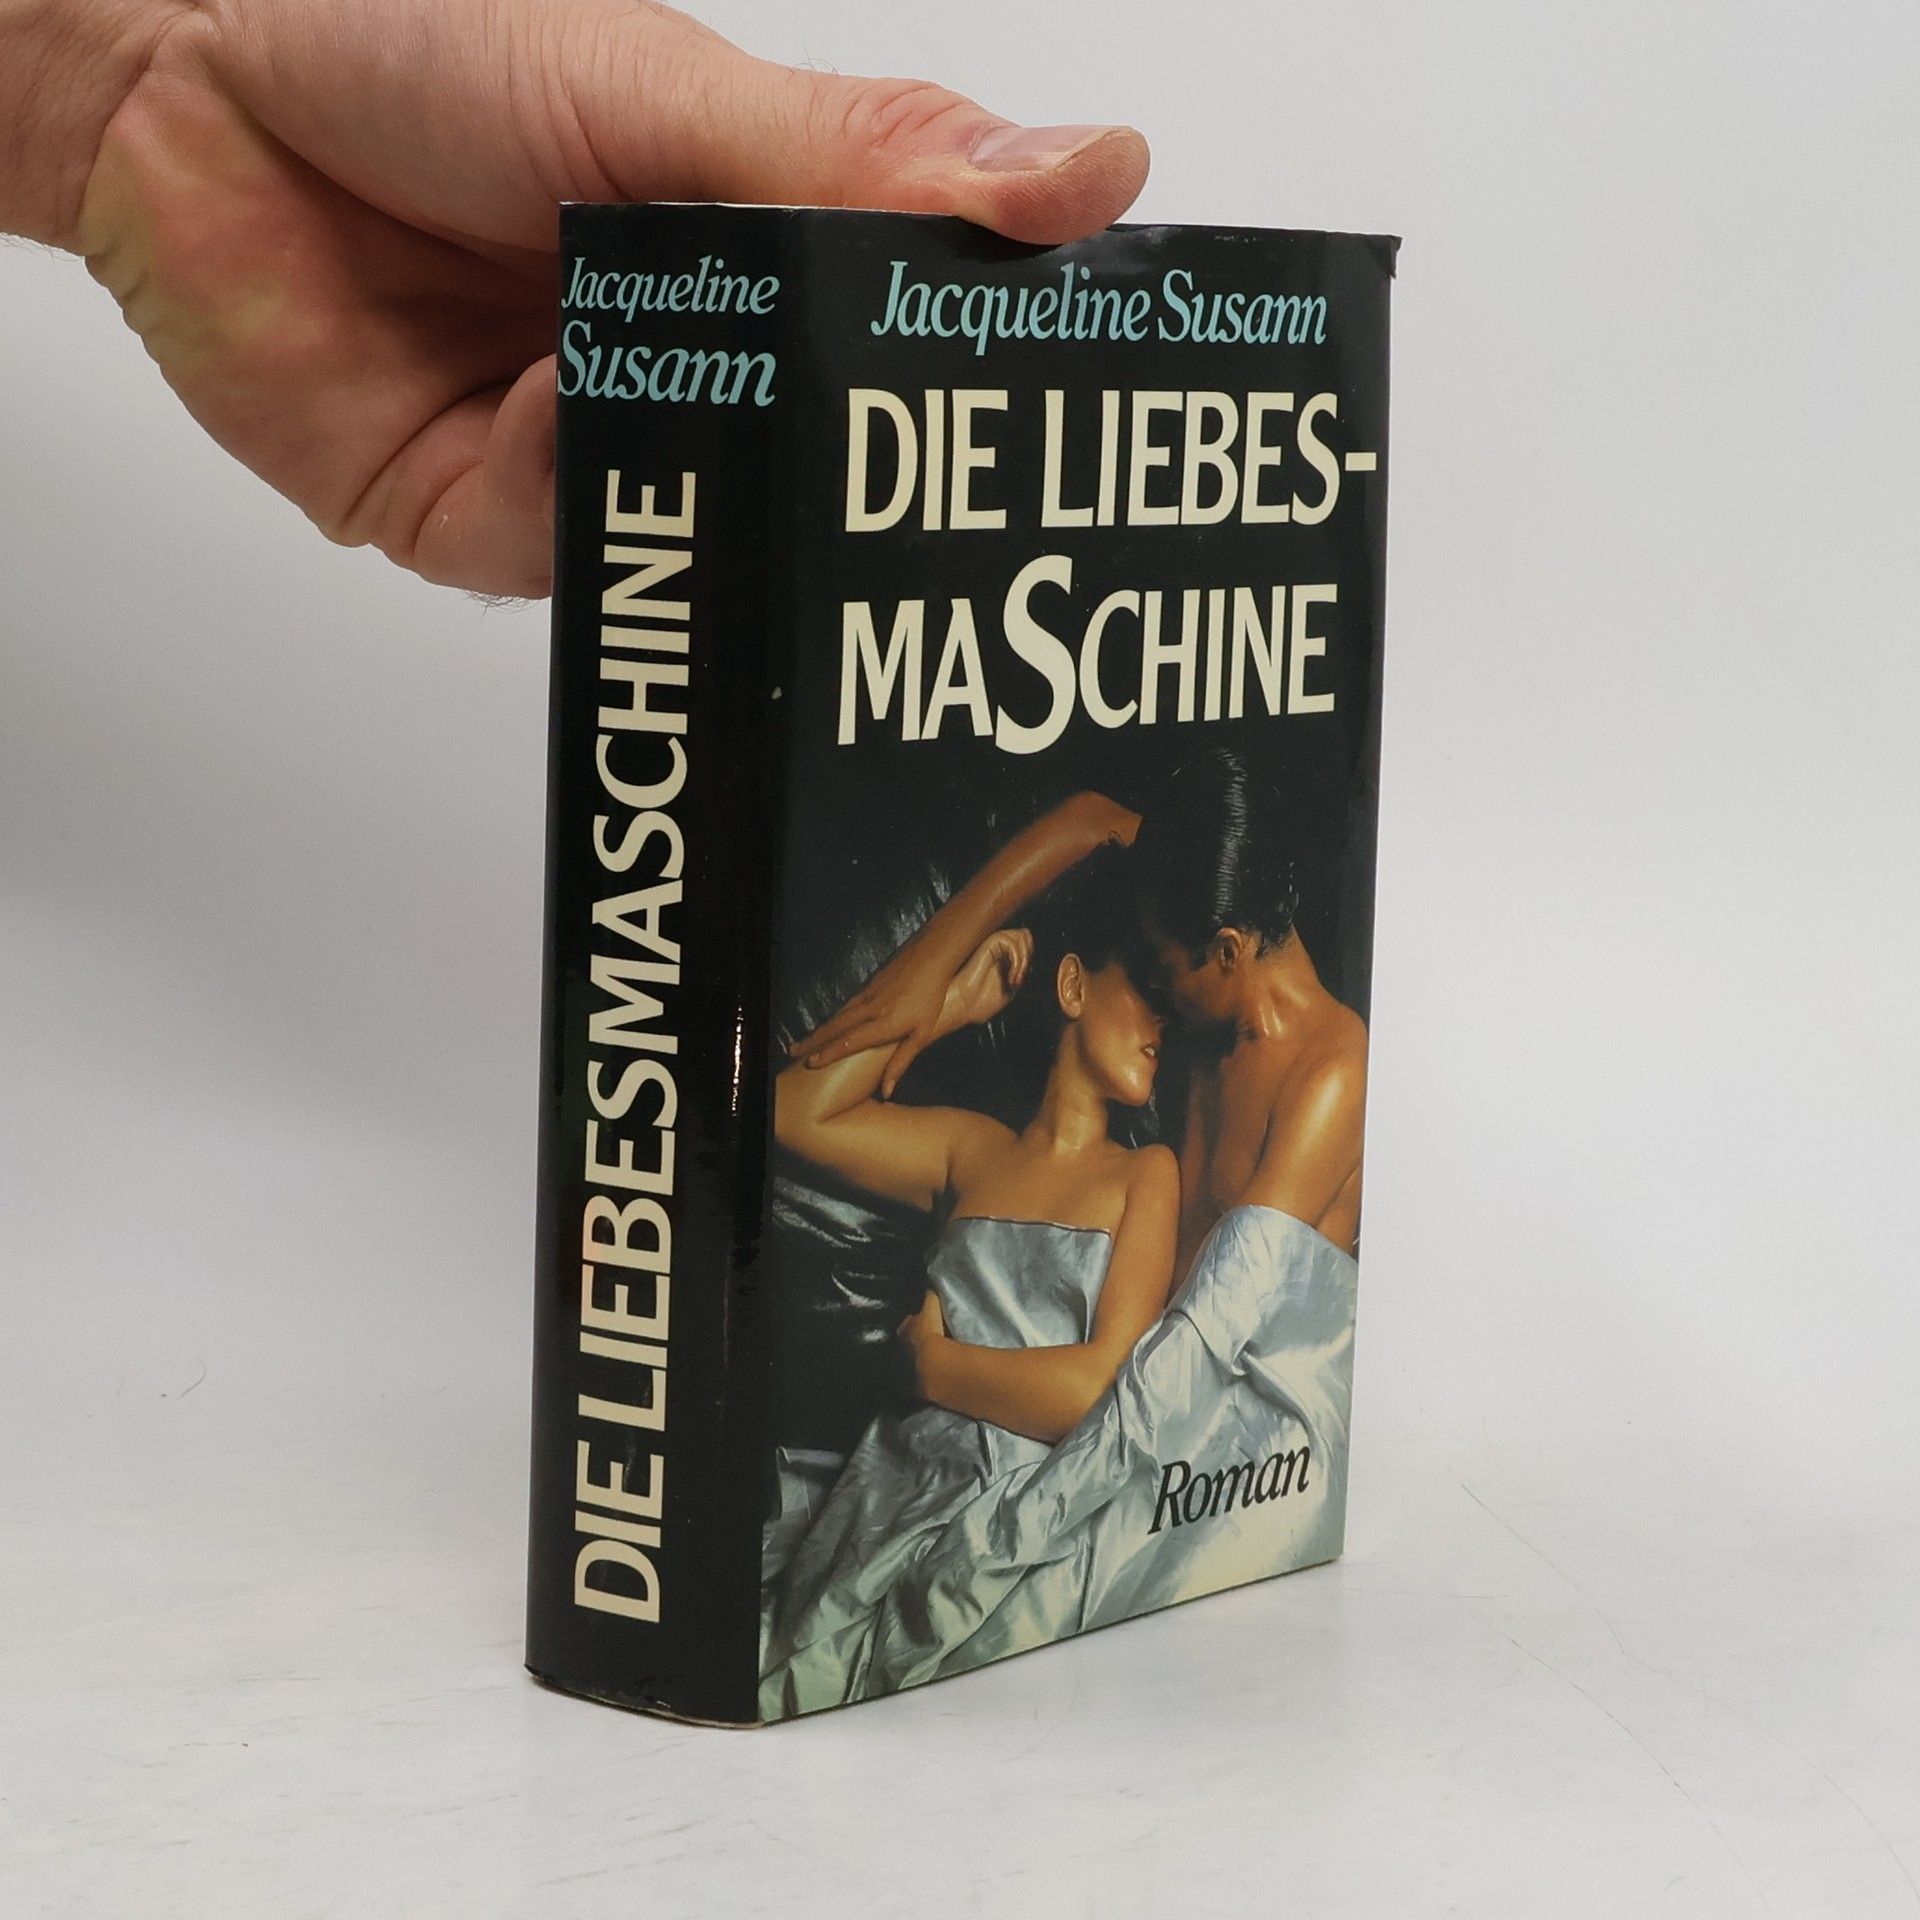 Jacqueline
Susann
DIE LIEBESMASCHINE
Jacqueline Susann
DIE LIEBES-
MASCHINE
Roman